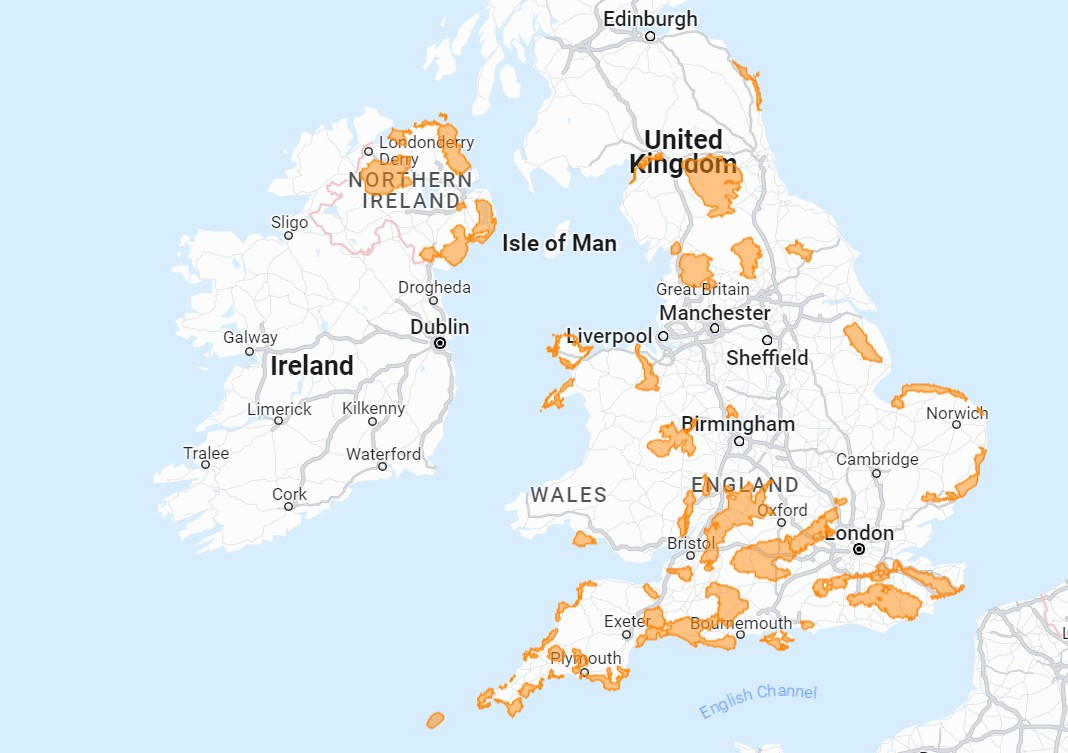 Edinburgh
United
Kingdom
Londonderry
Derry
NORTHERN
IRELAND
Sligo
Isle of Man
Drogheda
Great Britain
Manchester
Dublin
Liverpool
Galway
Sheffield
Ireland
Limerick
Kilkenny
Norwich
Birmingham
Tralee
Waterford
Cambridge
Cork
WALES
ENGLAND
Oxford
London
Bristol
Exeter
Bournemouth
Plymouth
English Channel